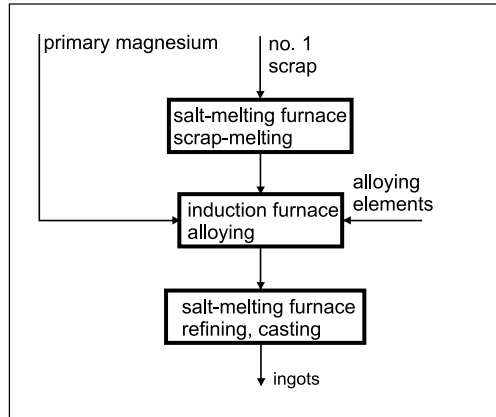 primary magnesium
no. 1
scrap
salt-melting furnace
scrap-melting
alloying
elements
induction furnace
alloying
salt-melting furnace
refining, casting
ingots